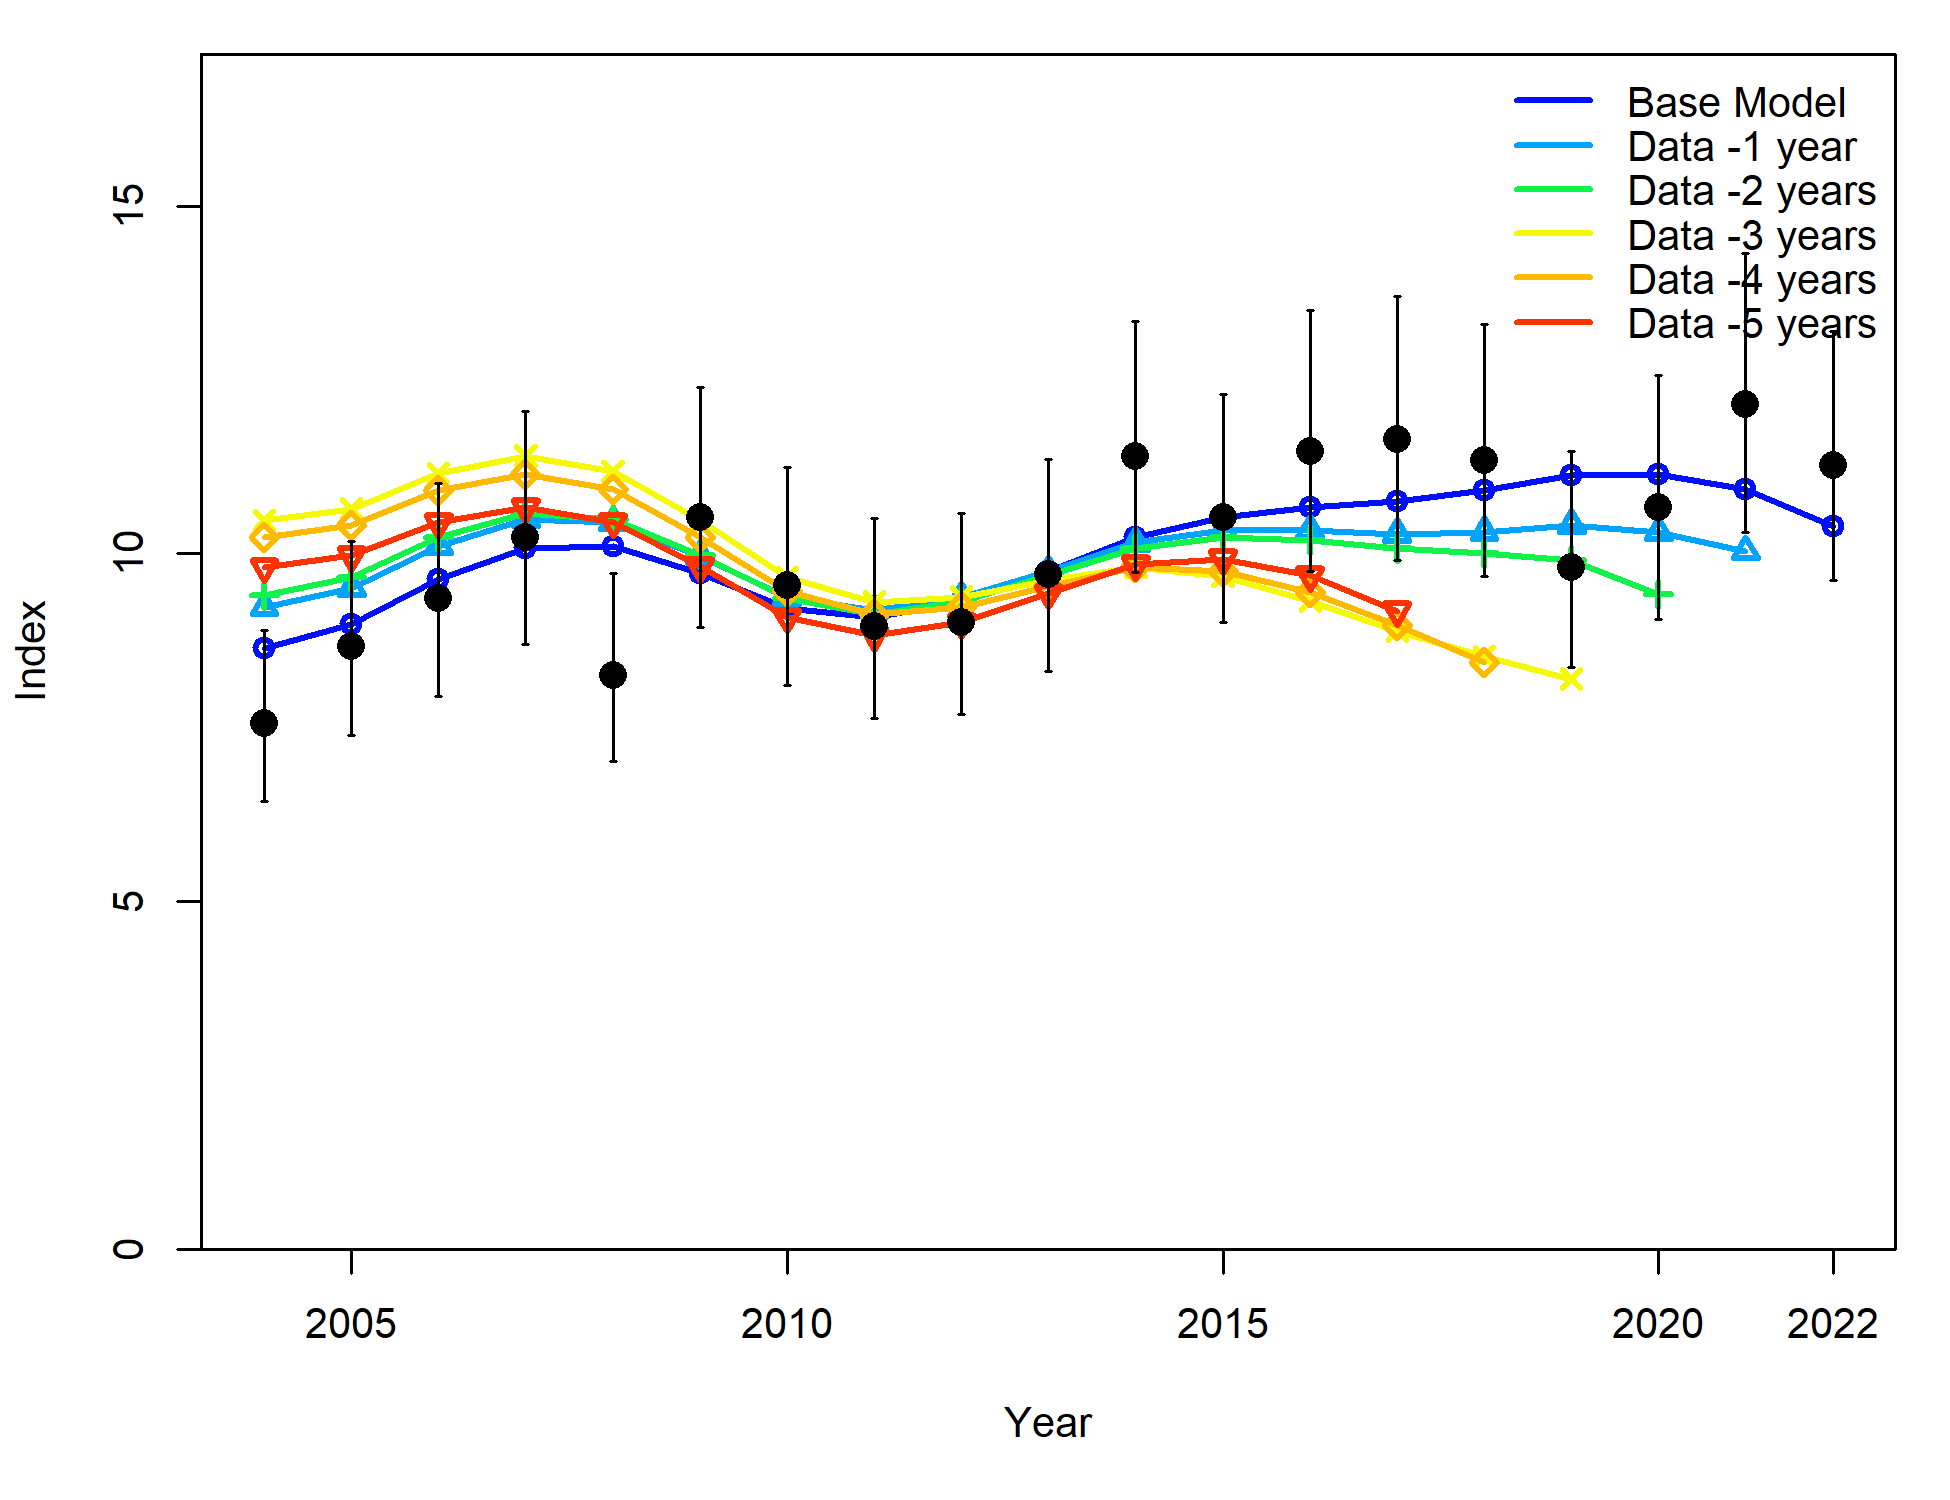 Base Model
Data -1 year
Data -2 years
Data -3 years
Data -4 years
Data -5 years
15
10
5
0
Index
2005 2010 2015 2020 2022
Year